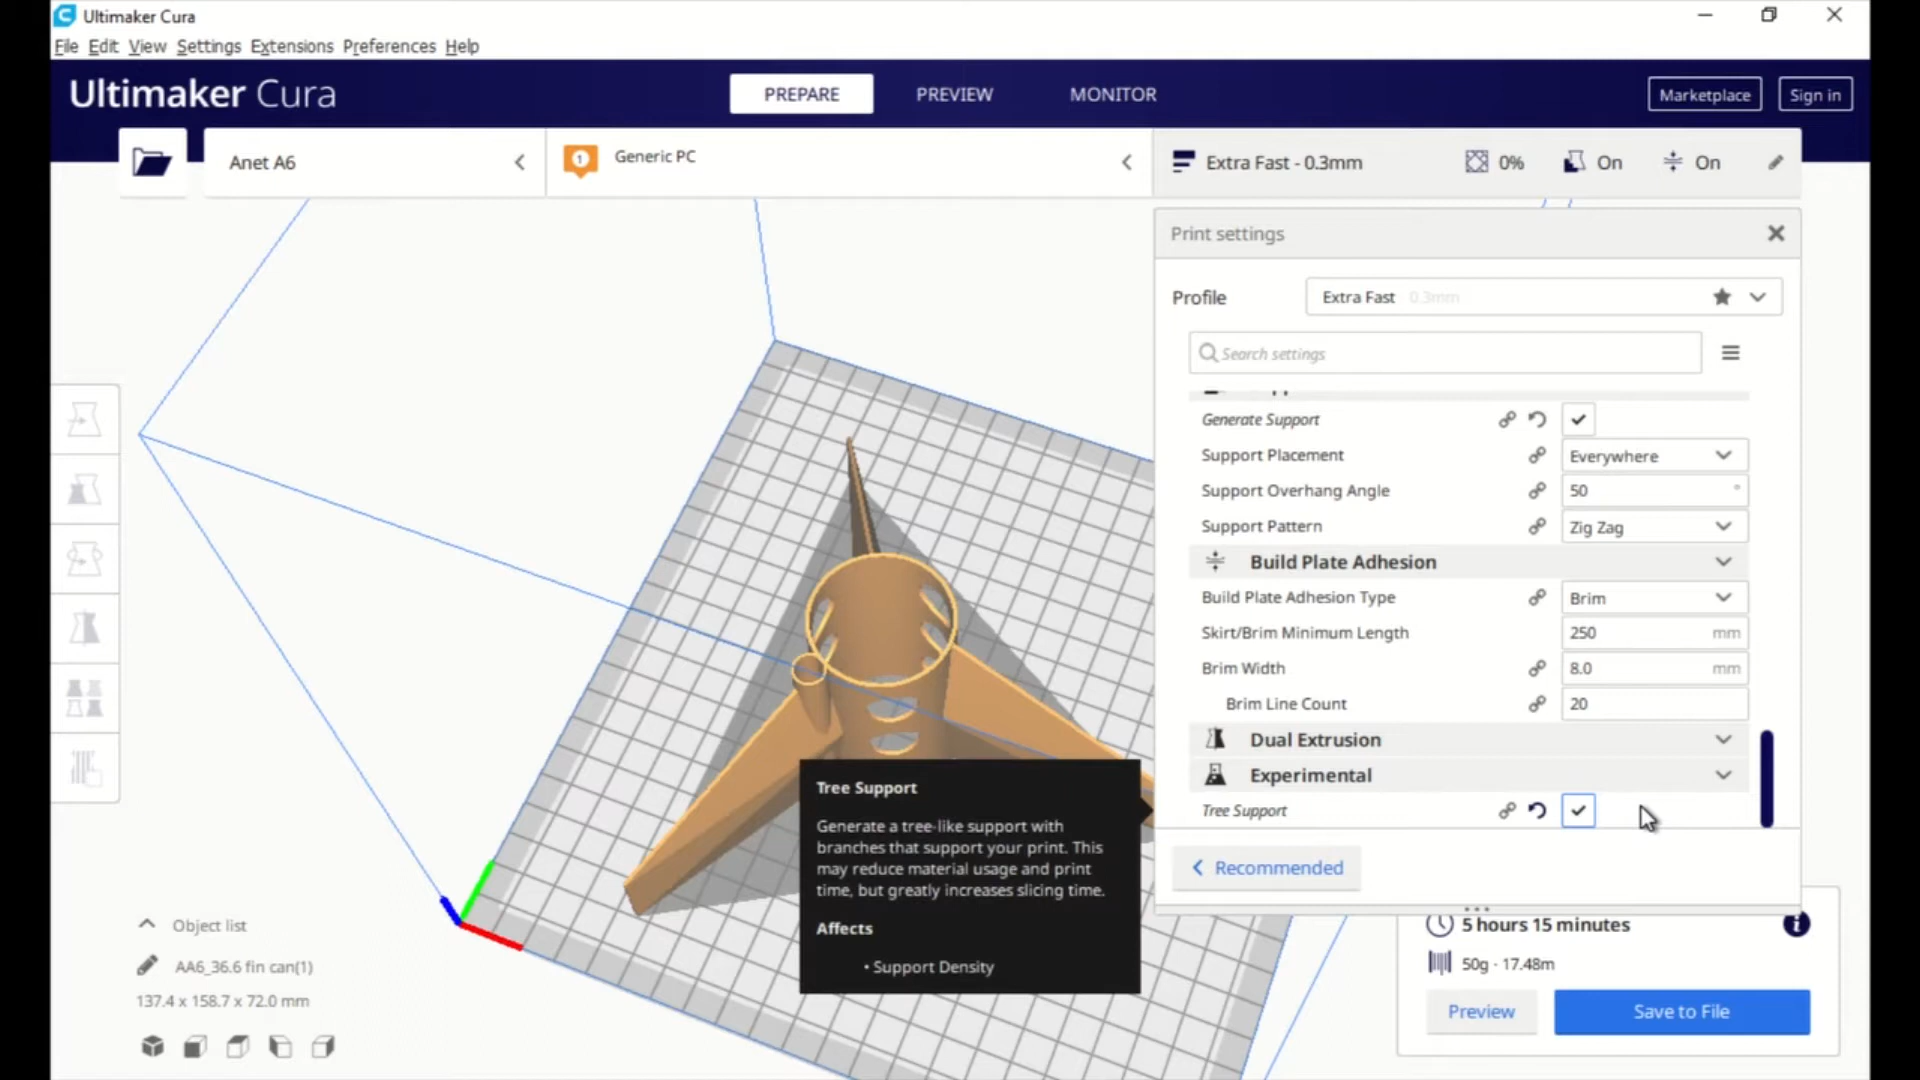 Ultimaker Cura
File Edit View Settings Extensions Preferences Help
Ultimaker Cura
PREPARE
PREVIEW
MONITOR
Marketplace
Sign in
Anet A6
1
Generic PC
Extra Fast - 0.3mm
0%
On
On
Print settings
Profile
Extra Fast 0.3mm
Search settings
Generate Support
Support Placement
Everywhere
Support Overhang Angle
50 °
Support Pattern
Zig Zag
Build Plate Adhesion
Build Plate Adhesion Type
Brim
Skirt/Brim Minimum Length
250 mm
Brim Width
8.0 mm
Brim Line Count
20
Dual Extrusion
Experimental
Tree Support
Recommended
Tree Support
Generate a tree-like support with
branches that support your print. This
may reduce material usage and print
time, but greatly increases slicing time.
Affects
• Support Density
Object list
AA6_36.6 fin can(1)
137.4 x 158.7 x 72.0 mm
5 hours 15 minutes
50g · 17.48m
Preview
Save to File